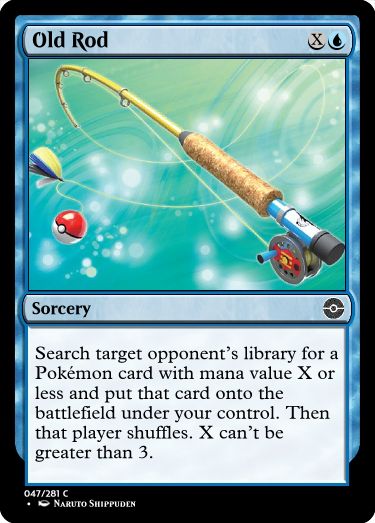 Old Rod
X
Sorcery
Search target opponent's library for a
Pokémon card with mana value X or
less and put that card onto the
battlefield under your control. Then
that player shuffles. X can't be
greater than 3.
047/281 C
• Naruto Shippuden